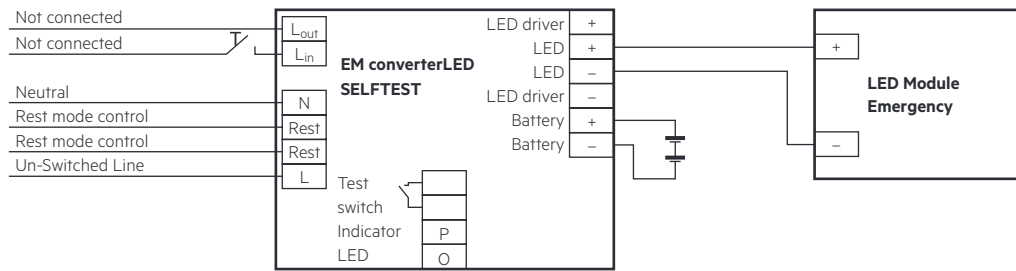 Not connected
Not connected
Neutral
Rest mode control
Rest mode control
Un-Switched Line
Lout
Lin
N
Rest
Rest
L
EM converterLED
SELFTEST
Test
switch
Indicator
LED
P
O
LED driver +
LED +
LED –
LED driver –
Battery +
Battery –
+
–
LED Module
Emergency